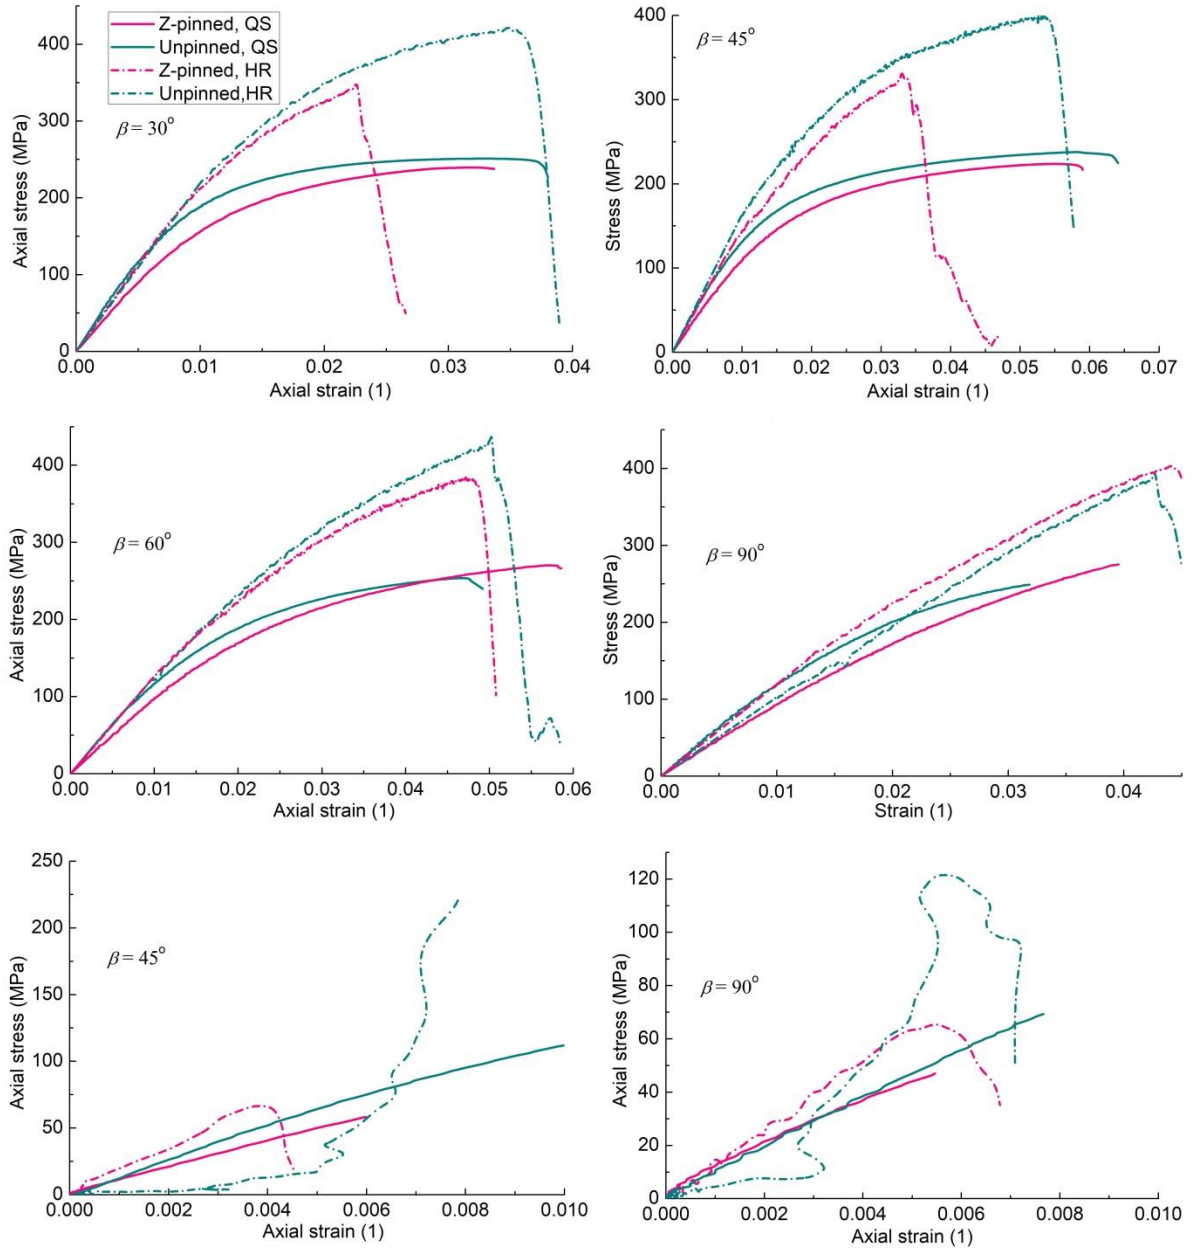 Z-pinned, QS
Unpinned, QS
Z-pinned, HR
Unpinned,HR
β = 30°
Axial stress (MPa)
400
300
200
100
0
0.00 0.01 0.02 0.03 0.04
Axial strain (1)
β = 45°
Stress (MPa)
400
300
200
100
0
0.00 0.01 0.02 0.03 0.04 0.05 0.06 0.07
Axial strain (1)
β = 60°
Axial stress (MPa)
400
300
200
100
0
0.00 0.01 0.02 0.03 0.04 0.05 0.06
Axial strain (1)
β = 90°
Stress (MPa)
400
300
200
100
0
0.00 0.01 0.02 0.03 0.04
Strain (1)
β = 45°
Axial stress (MPa)
250
200
150
100
50
0
0.000 0.002 0.004 0.006 0.008 0.010
Axial strain (1)
β = 90°
Axial stress (MPa)
120
100
80
60
40
20
0
0.000 0.002 0.004 0.006 0.008 0.010
Axial strain (1)